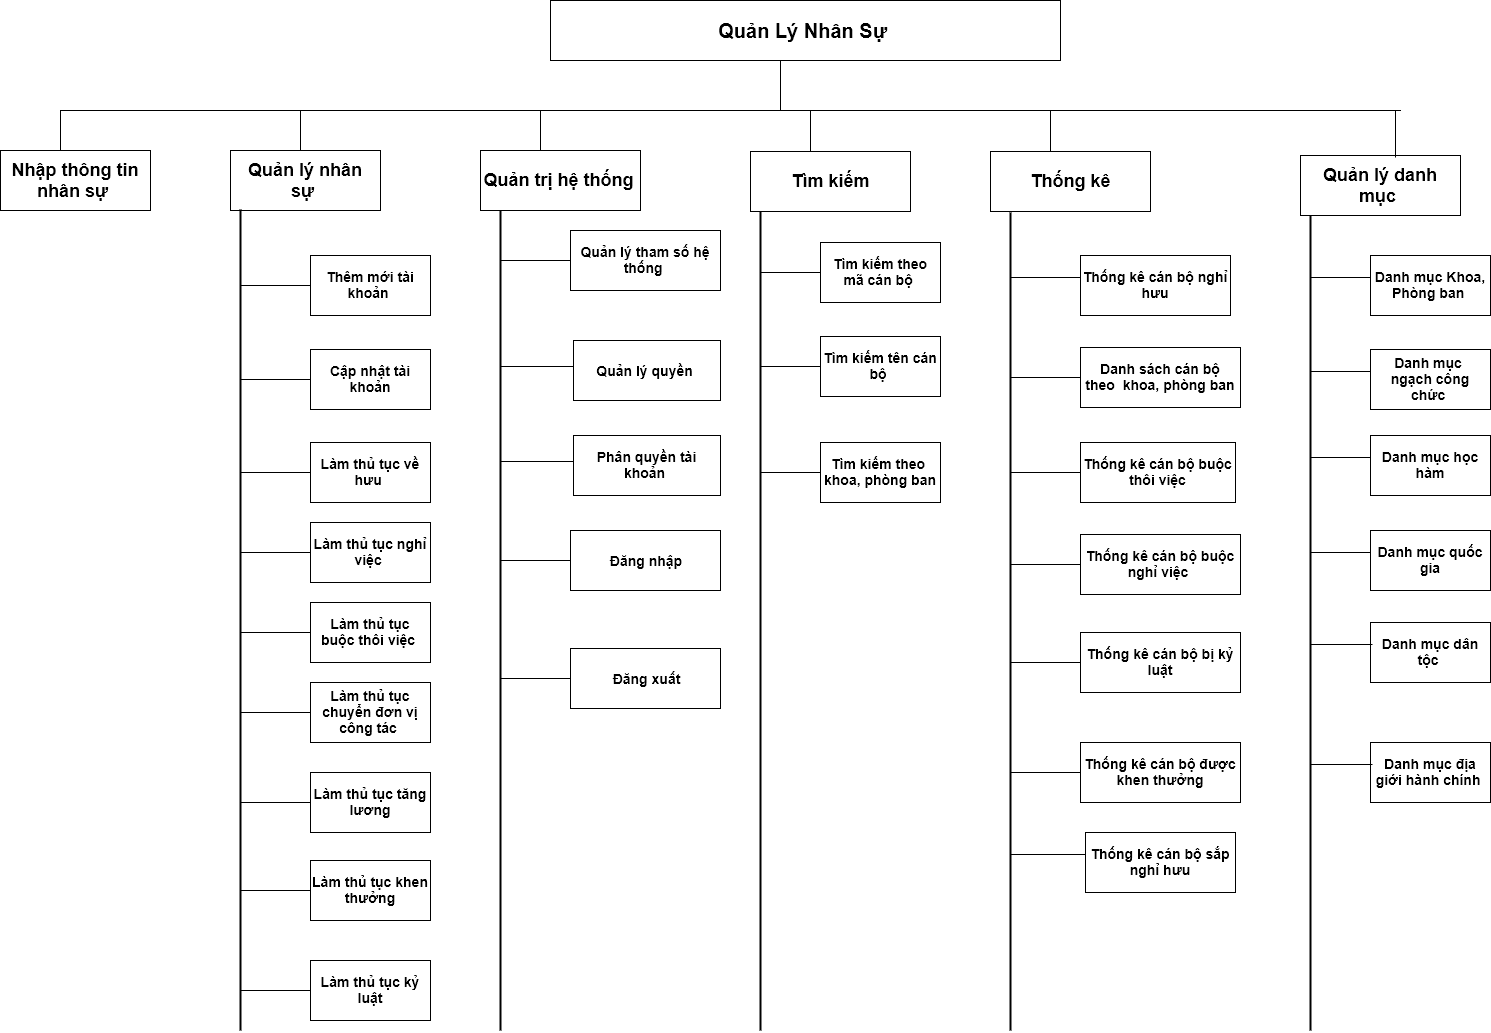 Quản Lý Nhân Sự
Nhập thông tin
nhân sự
Quản lý nhân
sự
Quản trị hệ thống
Tìm kiếm
Thống kê
Quản lý danh
mục
Thêm mới tài
khoản
Cập nhật tài
khoản
Làm thủ tục về
hưu
Làm thủ tục nghỉ
việc
Làm thủ tục
buộc thôi việc
Làm thủ tục
chuyển đơn vị
công tác
Làm thủ tục tăng
lương
Làm thủ tục khen
thưởng
Làm thủ tục kỷ
luật
Quản lý tham số hệ
thống
Quản lý quyền
Phân quyền tài
khoản
Đăng nhập
Đăng xuất
Tìm kiếm theo
mã cán bộ
Tìm kiếm tên cán
bộ
Tìm kiếm theo
khoa, phòng ban
Thống kê cán bộ nghỉ
hưu
Danh sách cán bộ
theo khoa, phòng ban
Thống kê cán bộ buộc
thôi việc
Thống kê cán bộ buộc
nghỉ việc
Thống kê cán bộ bị kỷ
luật
Thống kê cán bộ được
khen thưởng
Thống kê cán bộ sắp
nghỉ hưu
Danh mục Khoa,
Phòng ban
Danh mục
ngạch công
chức
Danh mục học
hàm
Danh mục quốc
gia
Danh mục dân
tộc
Danh mục địa
giới hành chính